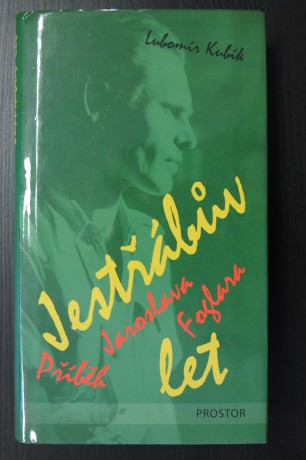 Lubomír Kubík
Jestřábův
let
Příběh
Jaroslava
Foglara
PROSTOR